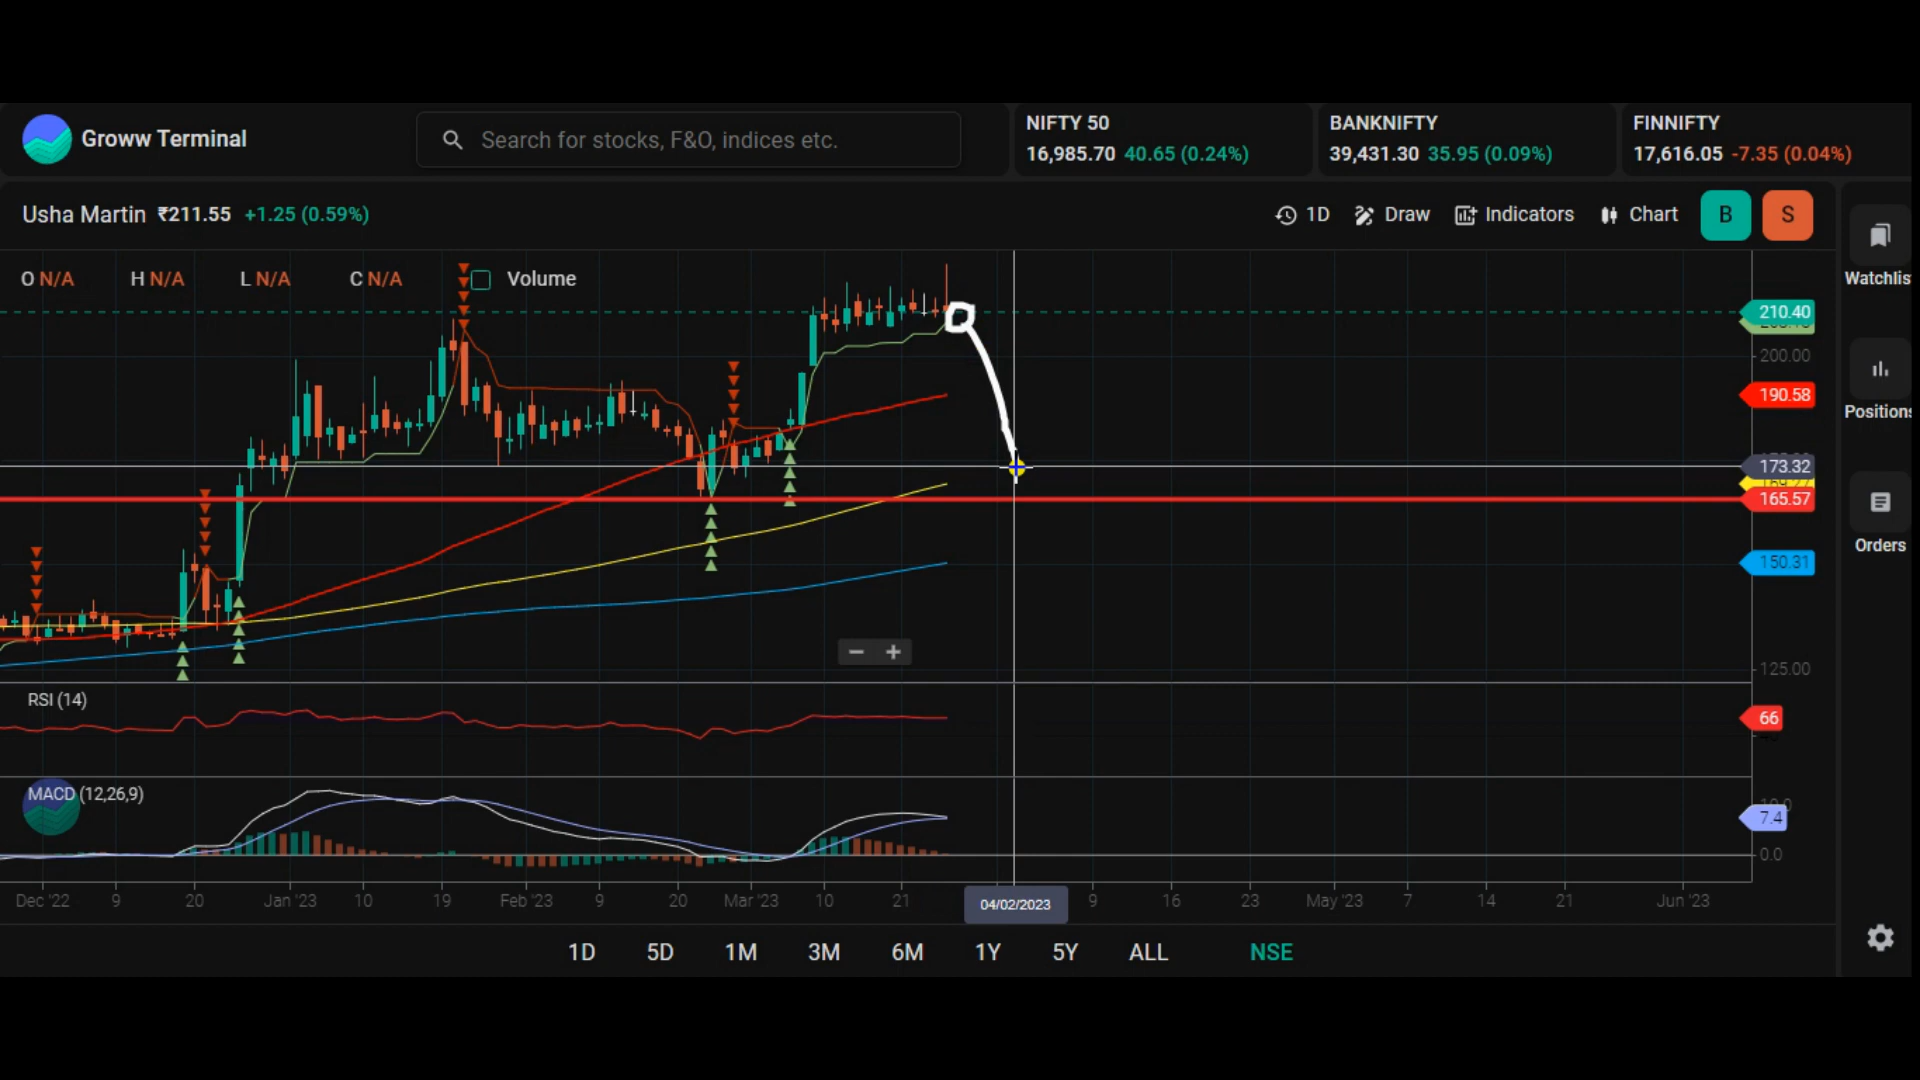 Groww Terminal
Search for stocks, F&O, indices etc.
NIFTY 50
16,985.70 40.65 (0.24%)
BANKNIFTY
39,431.30 35.95 (0.09%)
FINNIFTY
17,616.05 -7.35 (0.04%)
Usha Martin ₹211.55 +1.25 (0.59%)
1D Draw Indicators Chart B S
Watchlis
Positions
Orders
O N/A H N/A L N/A C N/A Volume
210.40
200.00
190.58
173.32
165.57
150.31
125.00
RSI (14)
66
MACD (12,26,9)
7.4
0.0
Dec '22 9 20 Jan '23 10 19 Feb '23 9 20 Mar '23 10 21 04/02/2023 9 16 23 May '23 7 14 21 Jun '23
1D 5D 1M 3M 6M 1Y 5Y ALL NSE